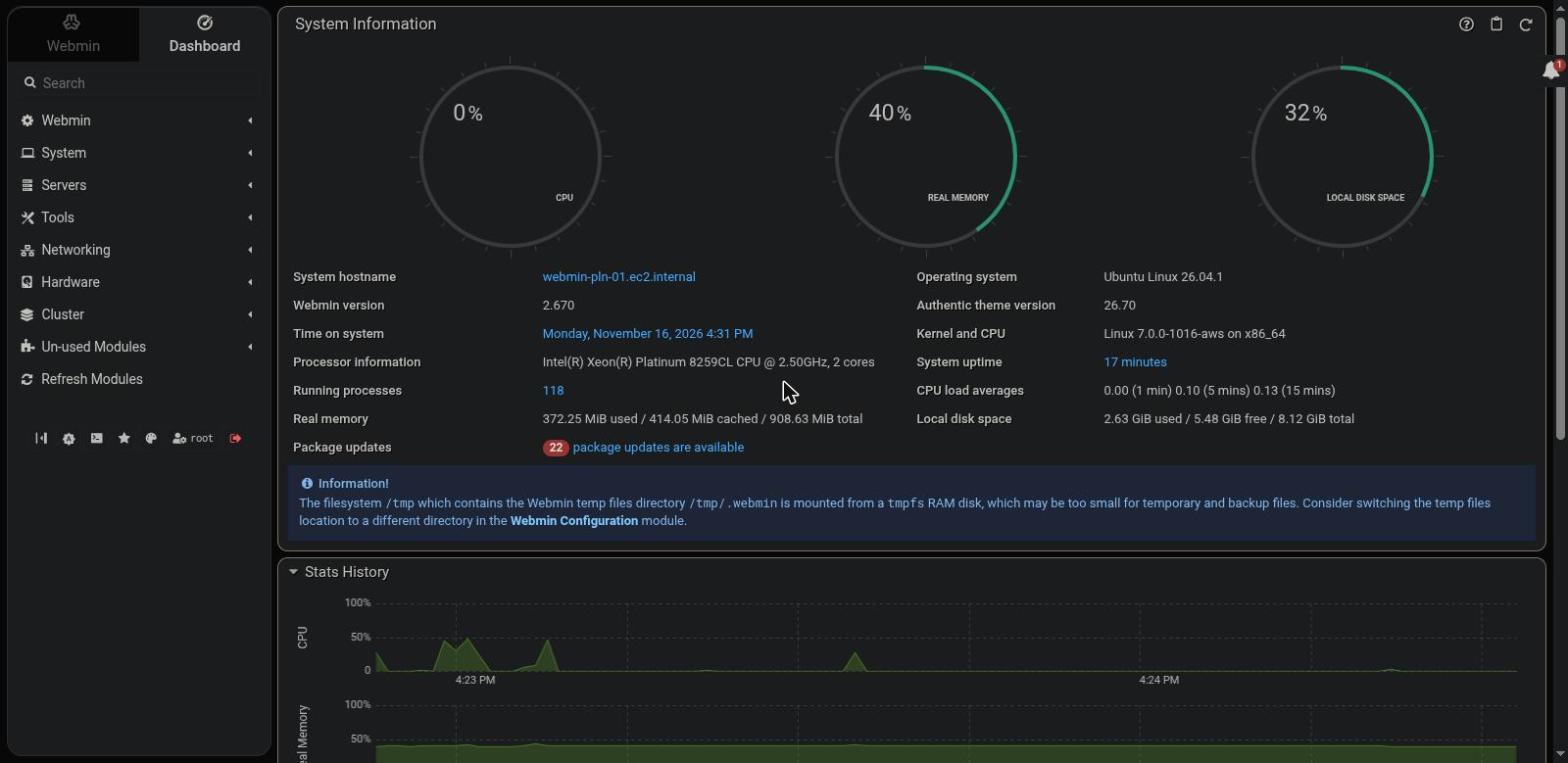 Webmin
Dashboard
Search
Webmin
System
Servers
Tools
Networking
Hardware
Cluster
Un-used Modules
Refresh Modules
root
System Information
1
0%
CPU
40%
REAL MEMORY
32%
LOCAL DISK SPACE
System hostname webmin-pln-01.ec2.internal Operating system Ubuntu Linux 26.04.1
Webmin version 2.670 Authentic theme version 26.70
Time on system Monday, November 16, 2026 4:31 PM Kernel and CPU Linux 7.0.0-1016-aws on x86_64
Processor information Intel(R) Xeon(R) Platinum 8259CL CPU @ 2.50GHz, 2 cores System uptime 17 minutes
Running processes 118 CPU load averages 0.00 (1 min) 0.10 (5 mins) 0.13 (15 mins)
Real memory 372.25 MiB used / 414.05 MiB cached / 908.63 MiB total Local disk space 2.63 GiB used / 5.48 GiB free / 8.12 GiB total
Package updates 22 package updates are available
Information!
The filesystem /tmp which contains the Webmin temp files directory /tmp/.webmin is mounted from a tmpfs RAM disk, which may be too small for temporary and backup files. Consider switching the temp files
location to a different directory in the Webmin Configuration module.
Stats History
100%
CPU
50%
0
4:23 PM 4:24 PM
100%
50%